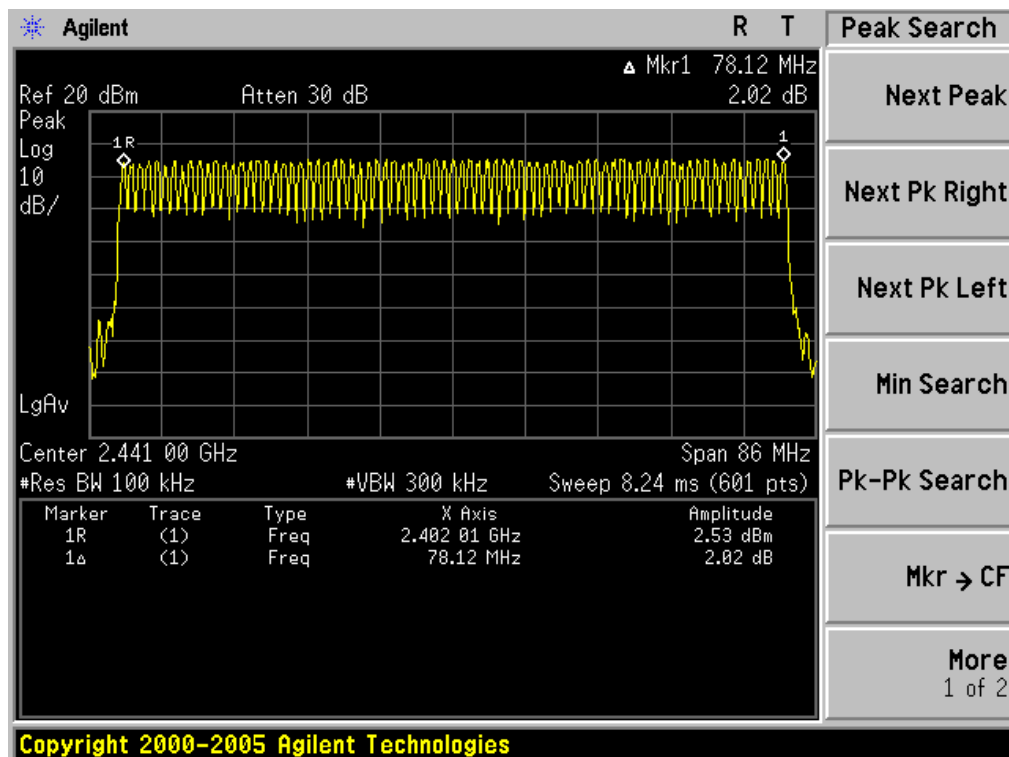 Agilent R T Peak Search
Δ Mkr1 78.12 MHz
Ref 20 dBm Atten 30 dB 2.02 dB
Peak
Log
10
dB/
1R
1
LgAv
Center 2.441 00 GHz Span 86 MHz
#Res BW 100 kHz #VBW 300 kHz Sweep 8.24 ms (601 pts)
Marker Trace Type X Axis Amplitude
1R (1) Freq 2.402 01 GHz 2.53 dBm
1Δ (1) Freq 78.12 MHz 2.02 dB
Next Peak
Next Pk Right
Next Pk Left
Min Search
Pk-Pk Search
Mkr → CF
More
1 of 2
Copyright 2000-2005 Agilent Technologies